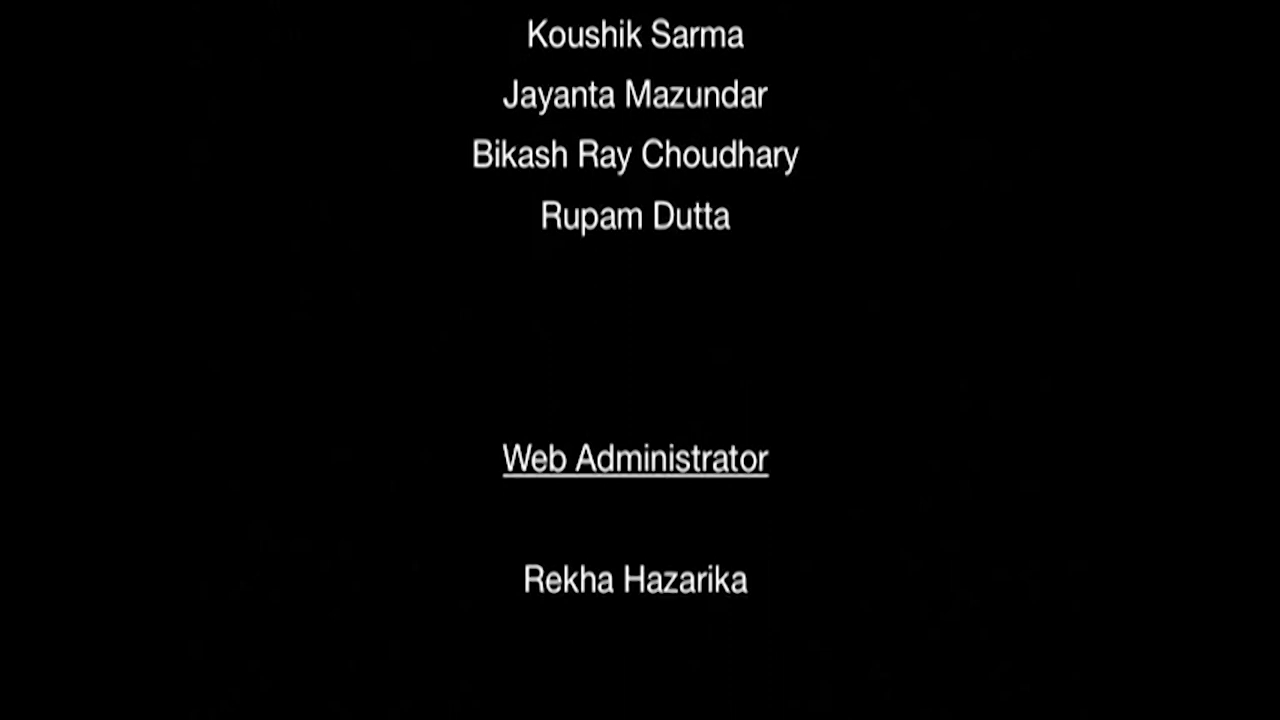 Koushik Sarma
Jayanta Mazundar
Bikash Ray Choudhary
Rupam Dutta
Web Administrator
Rekha Hazarika